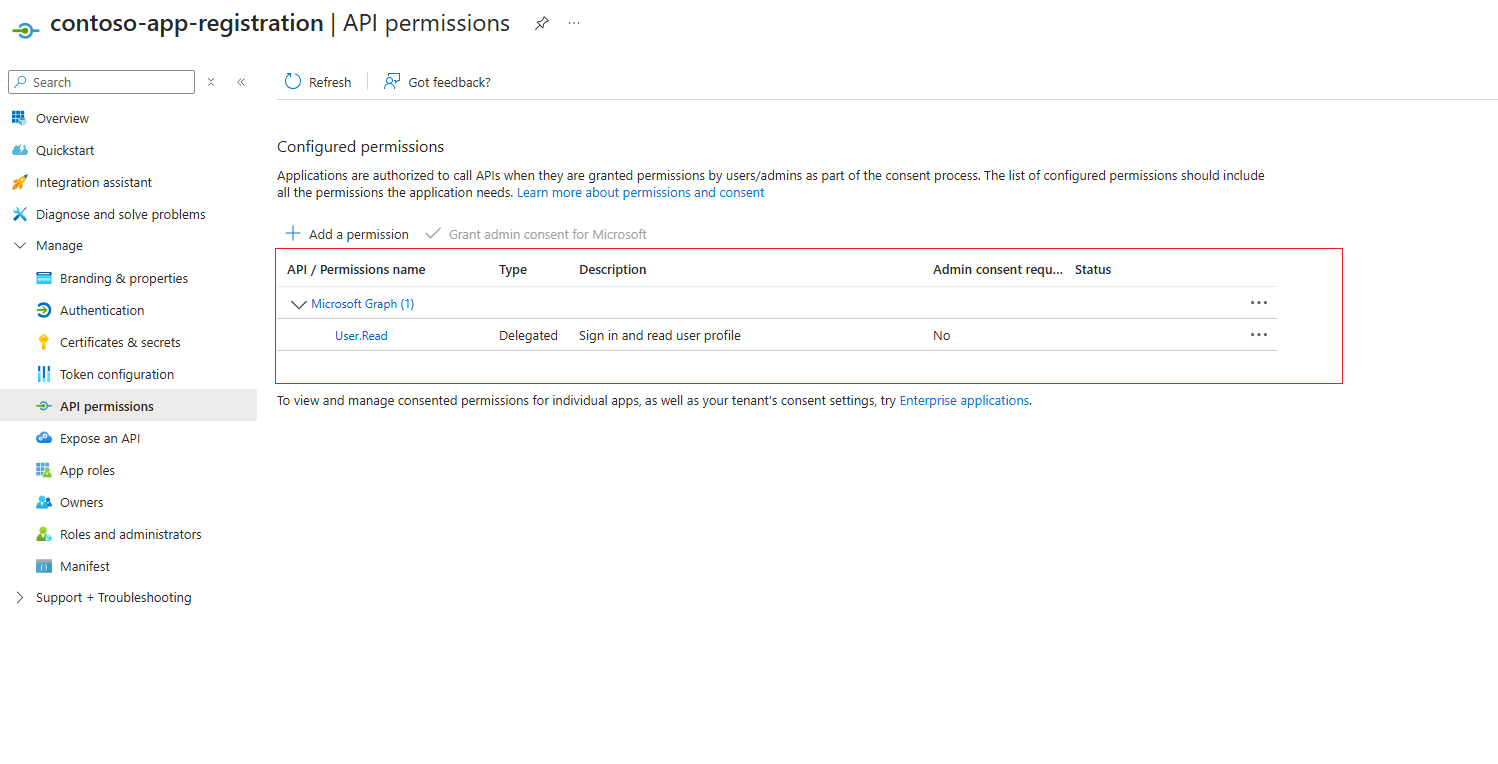 contoso-app-registration | API permissions
Search
Refresh
Got feedback?
Overview
Quickstart
Integration assistant
Diagnose and solve problems
Manage
Branding & properties
Authentication
Certificates & secrets
Token configuration
API permissions
Expose an API
App roles
Owners
Roles and administrators
Manifest
Support + Troubleshooting
Configured permissions
Applications are authorized to call APIs when they are granted permissions by users/admins as part of the consent process. The list of configured permissions should include
all the permissions the application needs. Learn more about permissions and consent
Add a permission
Grant admin consent for Microsoft
API / Permissions name Type Description Admin consent requ... Status
Microsoft Graph (1)
User.Read Delegated Sign in and read user profile No
To view and manage consented permissions for individual apps, as well as your tenant's consent settings, try Enterprise applications.